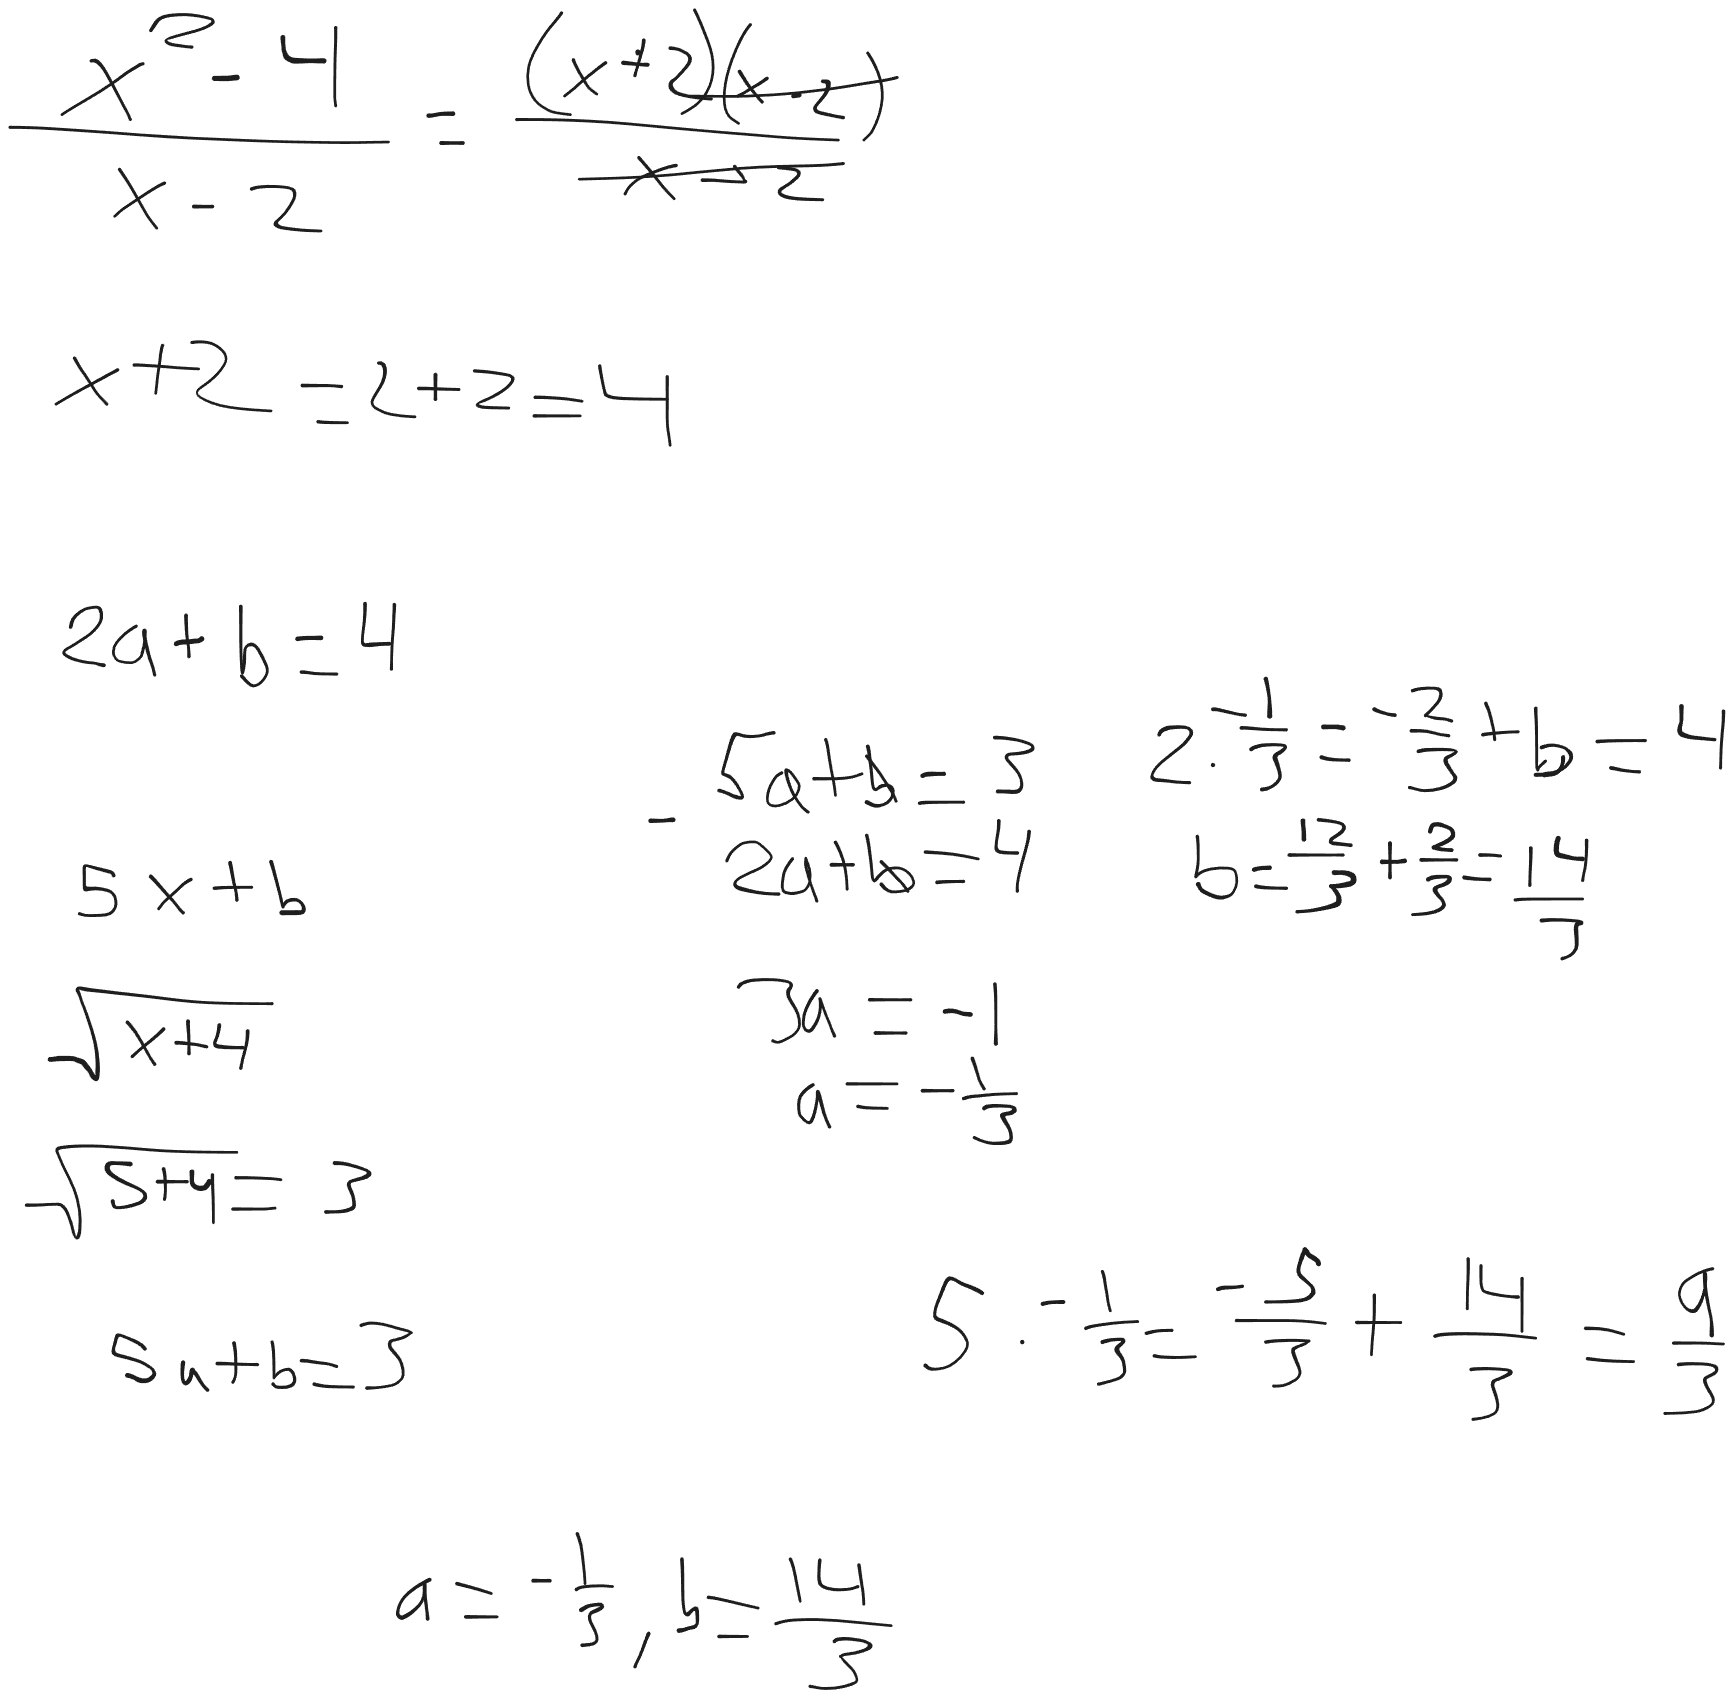 x² - 4 / x - 2 = (x + 2)(x - 2) / x - 2
x + 2 = 2 + 2 = 4
2a + b = 4
5x + b
√(x + 4)
√(5 + 4) = 3
5a + b = 3
- 5a + b = 3
2a + b = 4
3a = -1
a = -1/3
2 · -1/3 = -2/3 + b = 4
b = 12/3 + 2/3 = 14/3
5 · -1/3 = -5/3 + 14/3 = 9/3
a = -1/3, b = 14/3